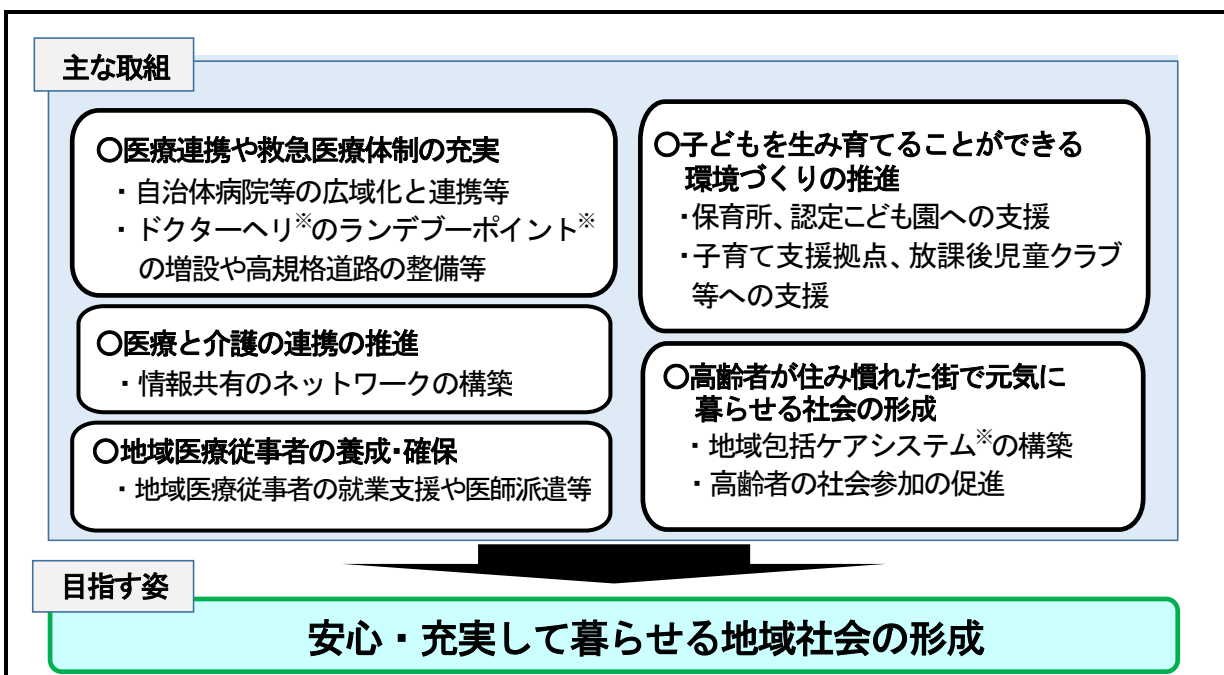 主な取組
○医療連携や救急医療体制の充実
・自治体病院等の広域化と連携等
・ドクターヘリ※のランデブーポイント※
の増設や高規格道路の整備等
○医療と介護の連携の推進
・情報共有のネットワークの構築
○地域医療従事者の養成・確保
・地域医療従事者の就業支援や医師派遣等
○子どもを生み育てることができる
環境づくりの推進
・保育所、認定こども園への支援
・子育て支援拠点、放課後児童クラブ
等への支援
○高齢者が住み慣れた街で元気に
暮らせる社会の形成
・地域包括ケアシステム※の構築
・高齢者の社会参加の促進
目指す姿
安心・充実して暮らせる地域社会の形成